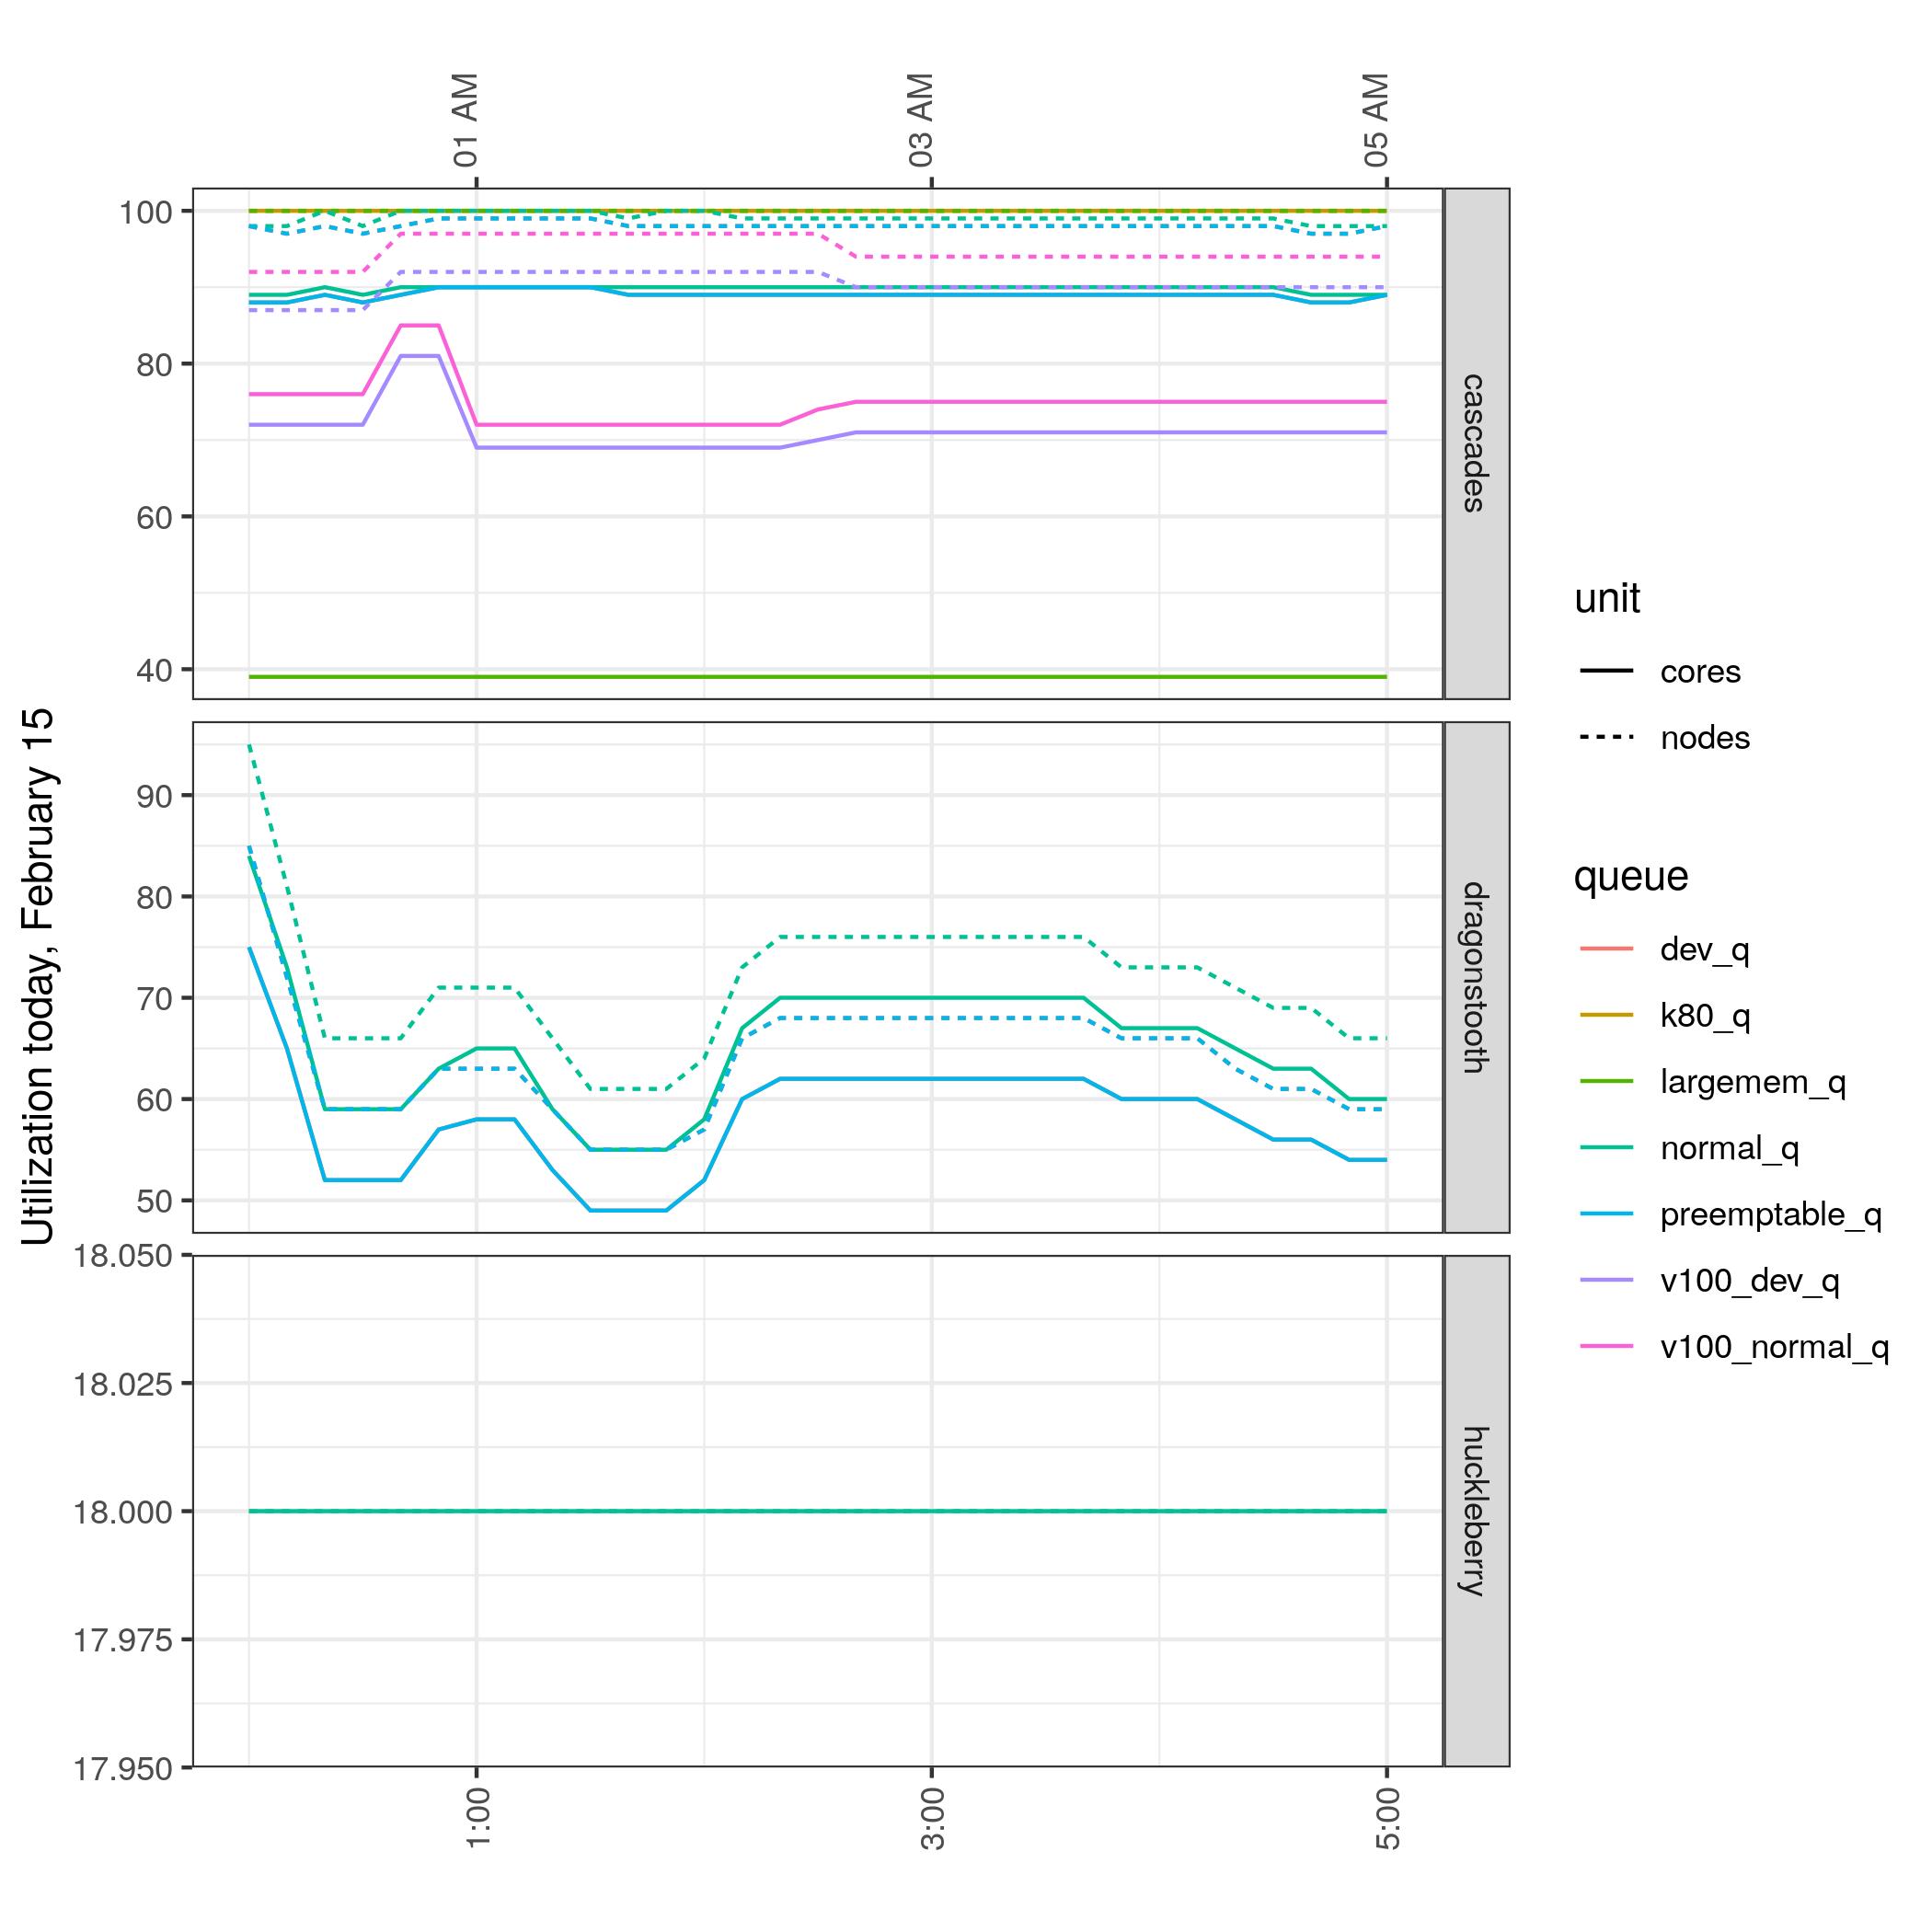 01 AM
03 AM
05 AM
Utilization today, February 15
100
80
60
40
cascades
90
80
70
60
50
dragonstooth
18.050
18.025
18.000
17.975
17.950
huckleberry
1:00
3:00
5:00
unit
cores
nodes
queue
dev_q
k80_q
largemem_q
normal_q
preemptable_q
v100_dev_q
v100_normal_q